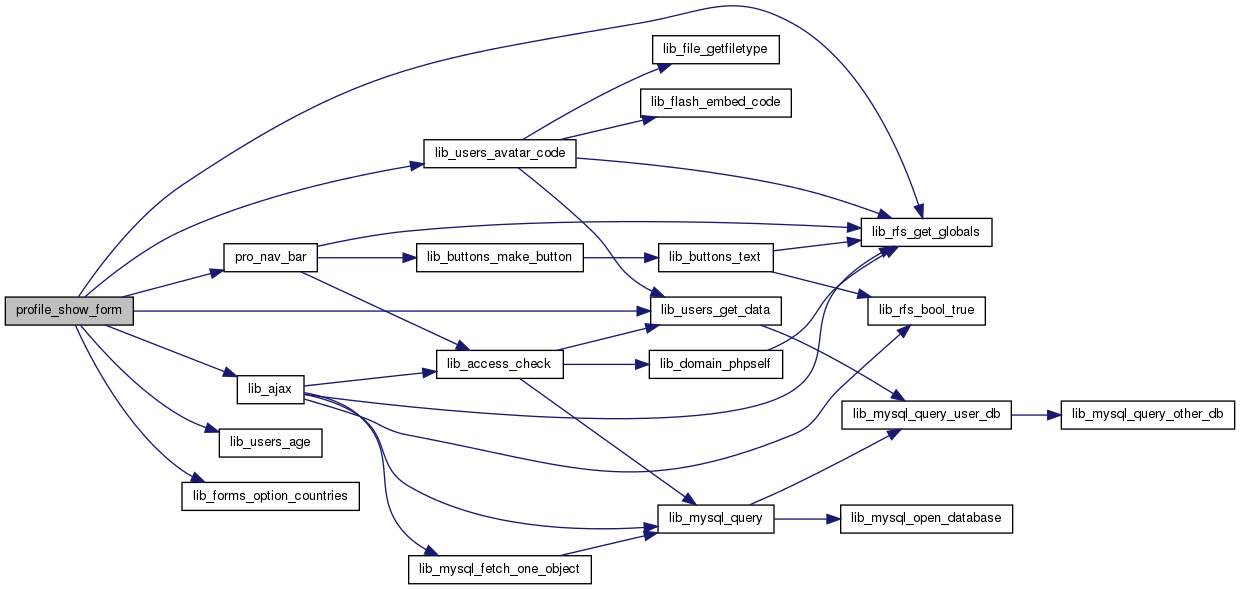 lib_file_getfiletype
lib_flash_embed_code
lib_users_avatar_code
lib_rfs_get_globals
pro_nav_bar
lib_buttons_make_button
lib_buttons_text
profile_show_form
lib_users_get_data
lib_rfs_bool_true
lib_access_check
lib_domain_phpself
lib_ajax
lib_mysql_query_user_db
lib_mysql_query_other_db
lib_users_age
lib_forms_option_countries
lib_mysql_query
lib_mysql_open_database
lib_mysql_fetch_one_object